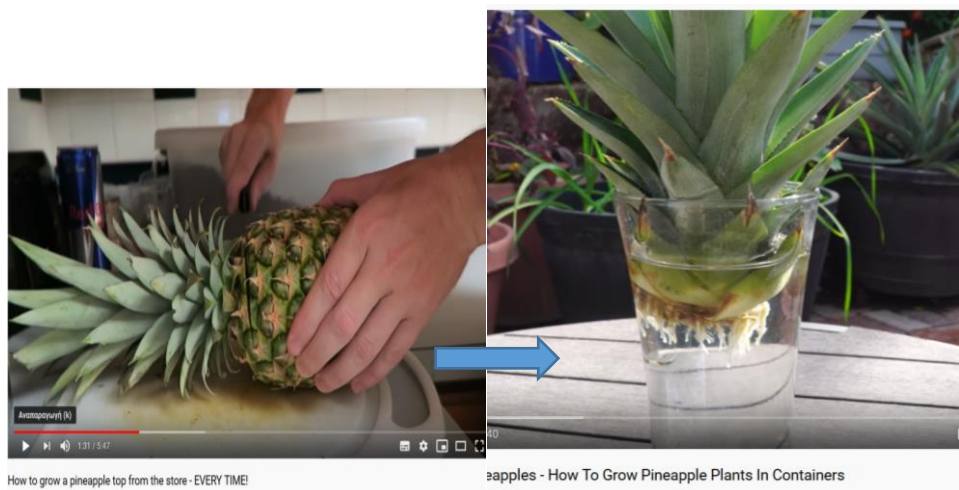 Αναπαραγωγή (k)
1:31 / 5:47
How to grow a pineapple top from the store - EVERY TIME!
:40
eapples - How To Grow Pineapple Plants In Containers